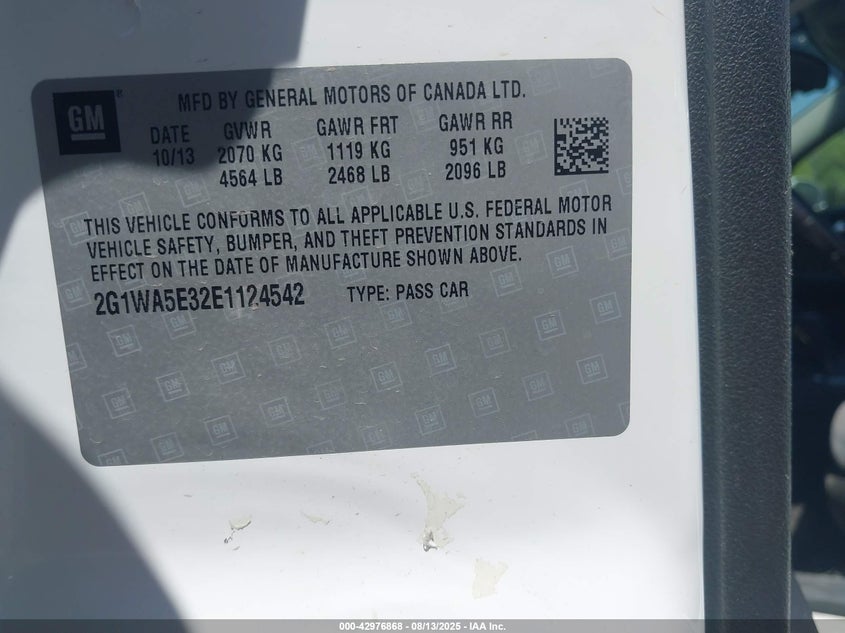 GM®
MFD BY GENERAL MOTORS OF CANADA LTD.
DATE GVWR GAWR FRT GAWR RR
10/13 2070 KG 1119 KG 951 KG
4564 LB 2468 LB 2096 LB
THIS VEHICLE CONFORMS TO ALL APPLICABLE U.S. FEDERAL MOTOR
VEHICLE SAFETY, BUMPER, AND THEFT PREVENTION STANDARDS IN
EFFECT ON THE DATE OF MANUFACTURE SHOWN ABOVE.
2G1WA5E32E1124542 TYPE: PASS CAR
000-42976868 - 08/13/2025 - IAA Inc.